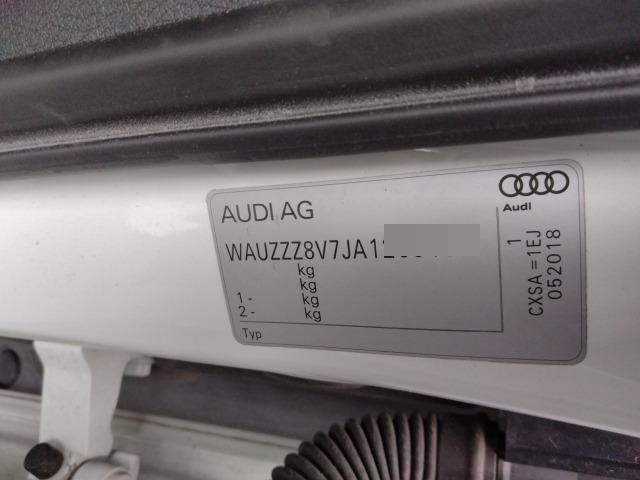 AUDI AG
Audi
WAUZZZ8V7JA12
kg
kg
1 - kg
2 - kg
Typ
1
CXSA =1EJ
052018